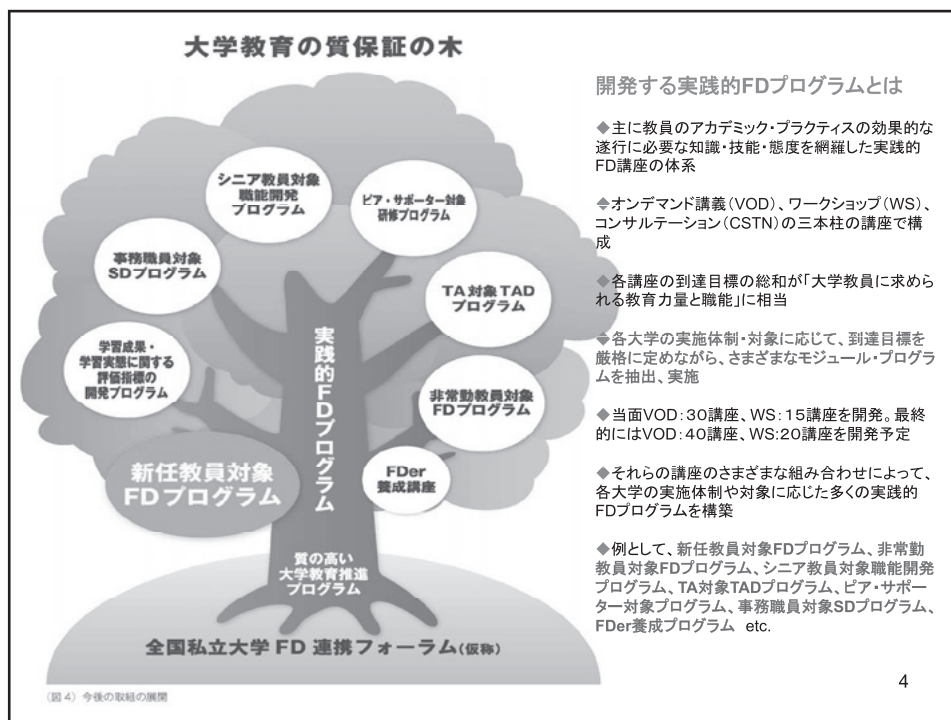 大学教育の質保証の木
シニア教員対象
職能開発
プログラム
ピア・サポーター対象
研修プログラム
事務職員対象
SDプログラム
TA対象TAD
プログラム
学習成果・
学習実態に関する
評価指標の
開発プログラム
非常勤教員対象
FDプログラム
新任教員対象
FDプログラム
FDer
養成講座
実践的FDプログラム
質の高い
大学教育推進
プログラム
全国私立大学FD連携フォーラム(仮称)
(図4) 今後の取組の展開
開発する実践的FDプログラムとは
◆主に教員のアカデミック・プラクティスの効果的な
遂行に必要な知識・技能・態度を網羅した実践的
FD講座の体系
◆オンデマンド講義(VOD)、ワークショップ(WS)、
コンサルテーション(CSTN)の三本柱の講座で構
成
◆各講座の到達目標の総和が「大学教員に求めら
れる教育力量と職能」に相当
◆各大学の実施体制・対象に応じて、到達目標を
厳格に定めながら、さまざまなモジュール・プログラ
ムを抽出、実施
◆当面VOD:30講座、WS:15講座を開発。最終
的にはVOD:40講座、WS:20講座を開発予定
◆それらの講座のさまざまな組み合わせによって、
各大学の実施体制や対象に応じた多くの実践的
FDプログラムを構築
◆例として、新任教員対象FDプログラム、非常勤
教員対象FDプログラム、シニア教員対象職能開発
プログラム、TA対象TADプログラム、ピア・サポー
ター対象プログラム、事務職員対象SDプログラム、
FDer養成プログラム etc.
4